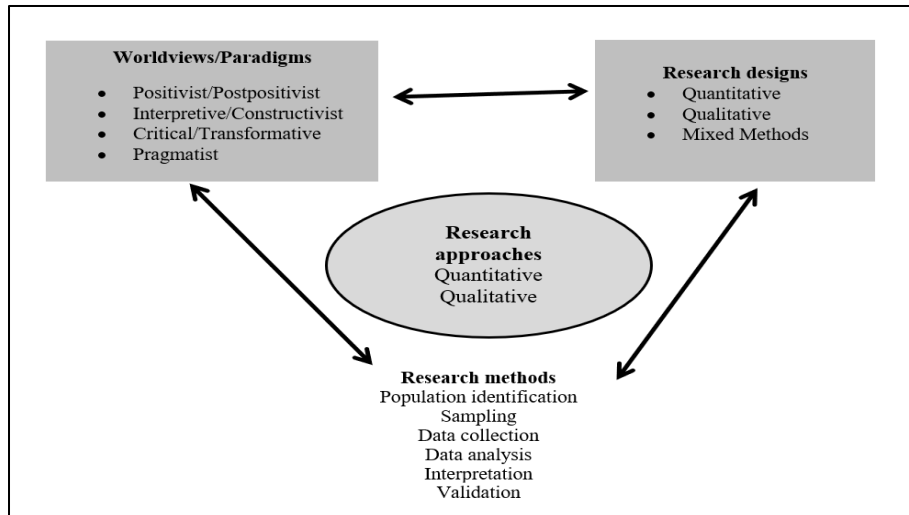 Worldviews/Paradigms
• Positivist/Postpositivist
• Interpretive/Constructivist
• Critical/Transformative
• Pragmatist
Research designs
• Quantitative
• Qualitative
• Mixed Methods
Research
approaches
Quantitative
Qualitative
Research methods
Population identification
Sampling
Data collection
Data analysis
Interpretation
Validation